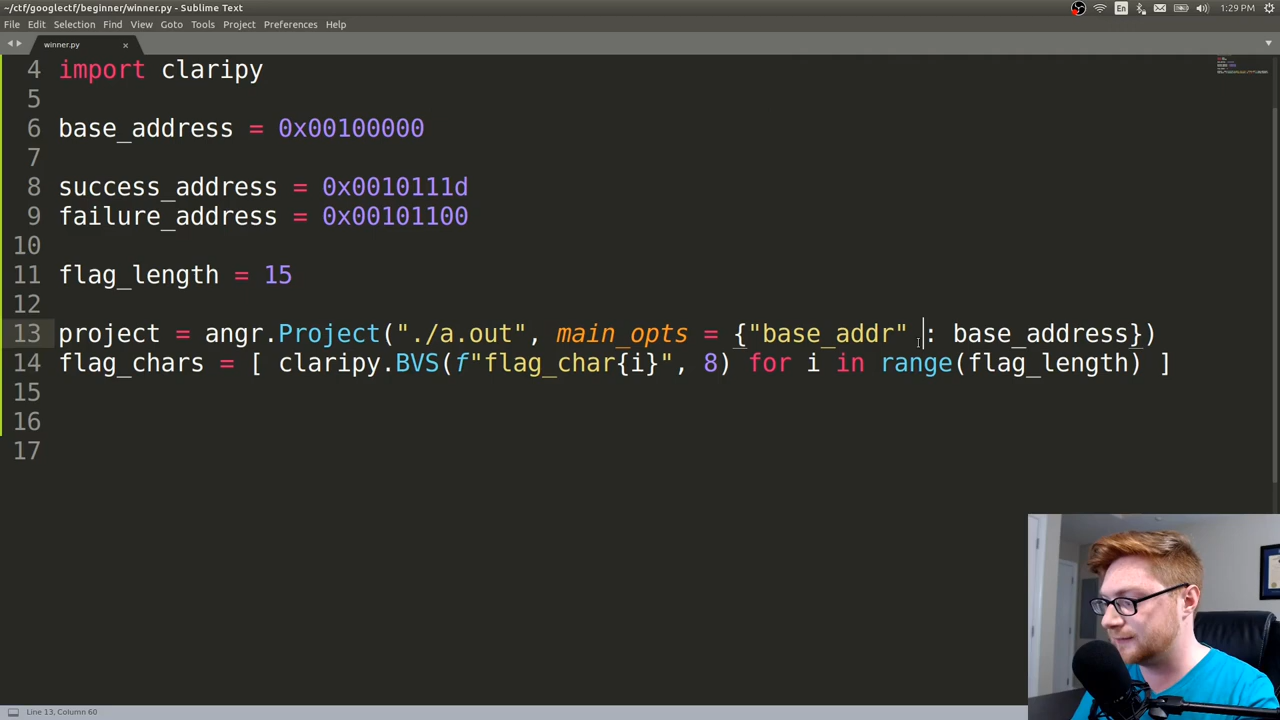 ~/ctf/googlectf/beginner/winner.py - Sublime Text
En
1:29 PM
File Edit Selection Find View Goto Tools Project Preferences Help
winner.py ×
4 import claripy
5
6 base_address = 0x00100000
7
8 success_address = 0x0010111d
9 failure_address = 0x00101100
10
11 flag_length = 15
12
13 project = angr.Project("./a.out", main_opts = {"base_addr" : base_address})
14 flag_chars = [ claripy.BVS(f"flag_char{i}", 8) for i in range(flag_length) ]
15
16
17
Line 13, Column 60